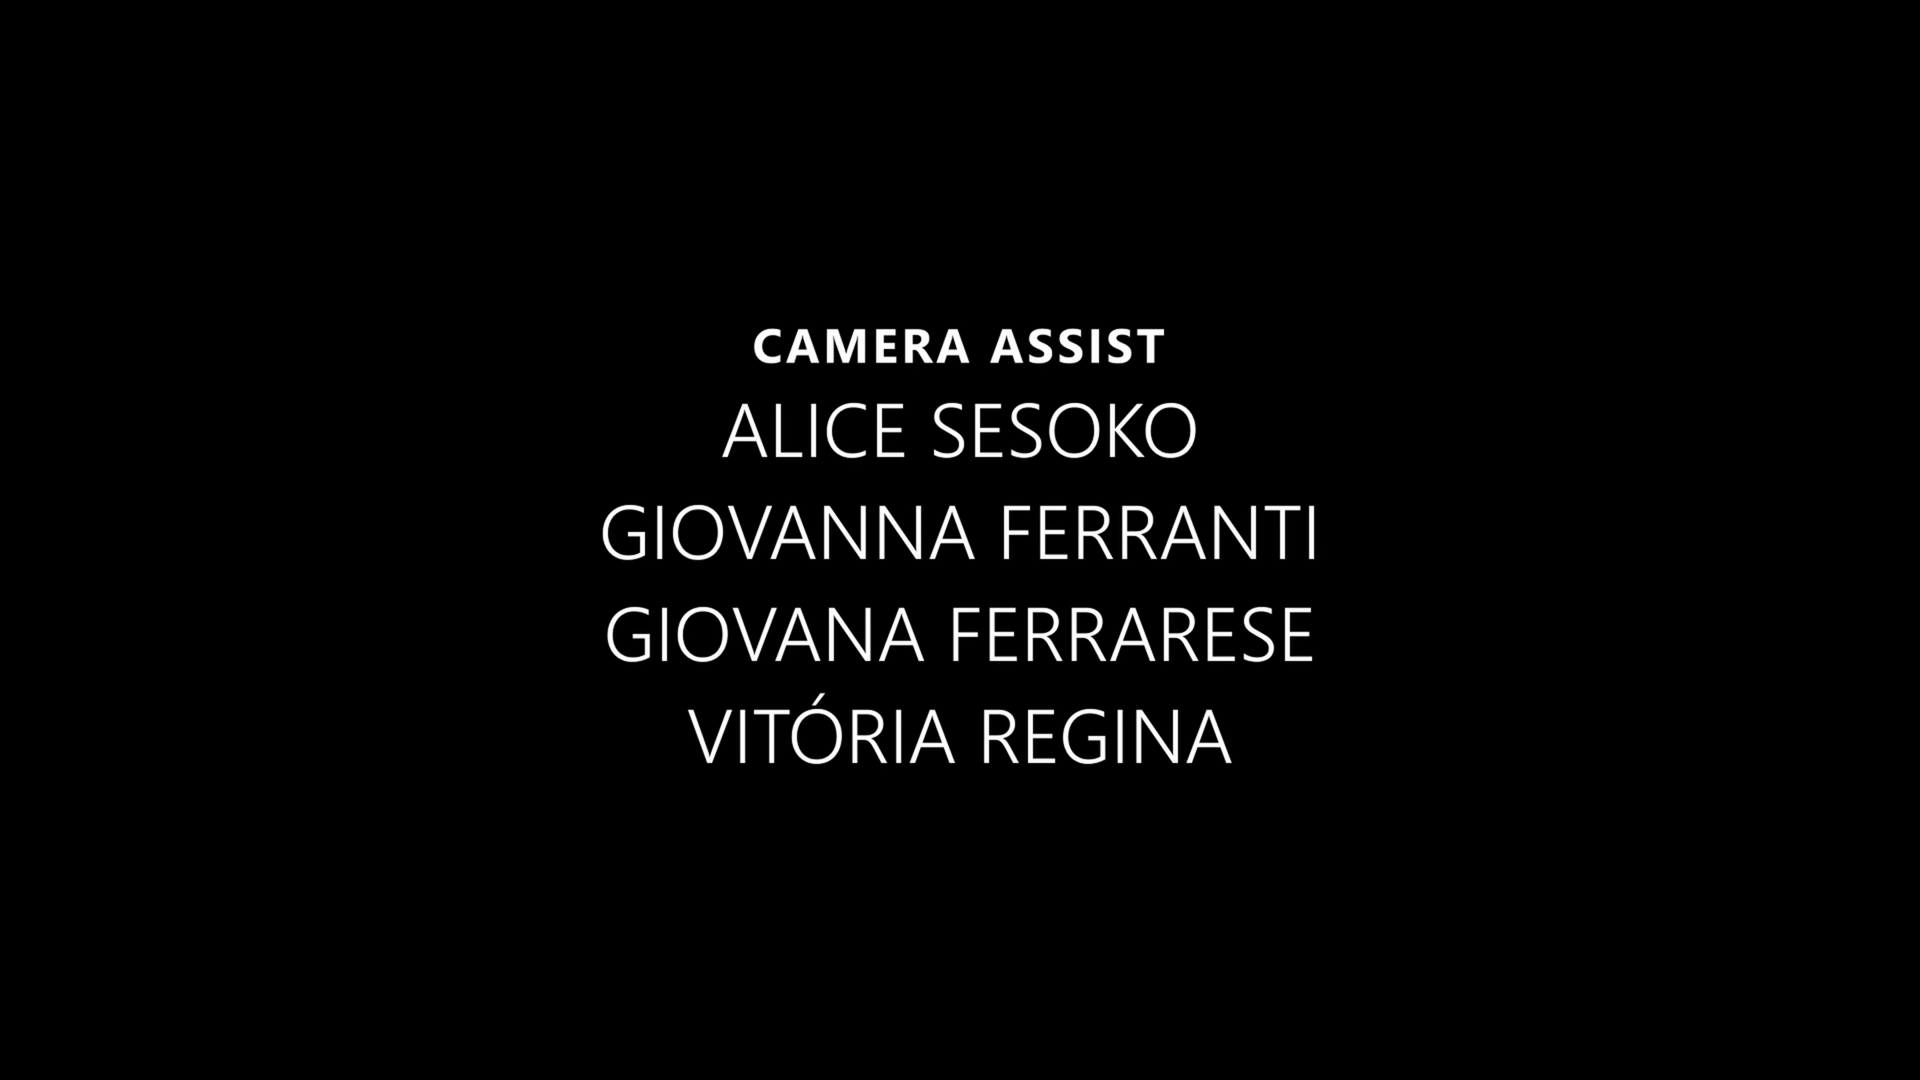 CAMERA ASSIST
ALICE SESOKO
GIOVANNA FERRANTI
GIOVANA FERRARESE
VITÓRIA REGINA